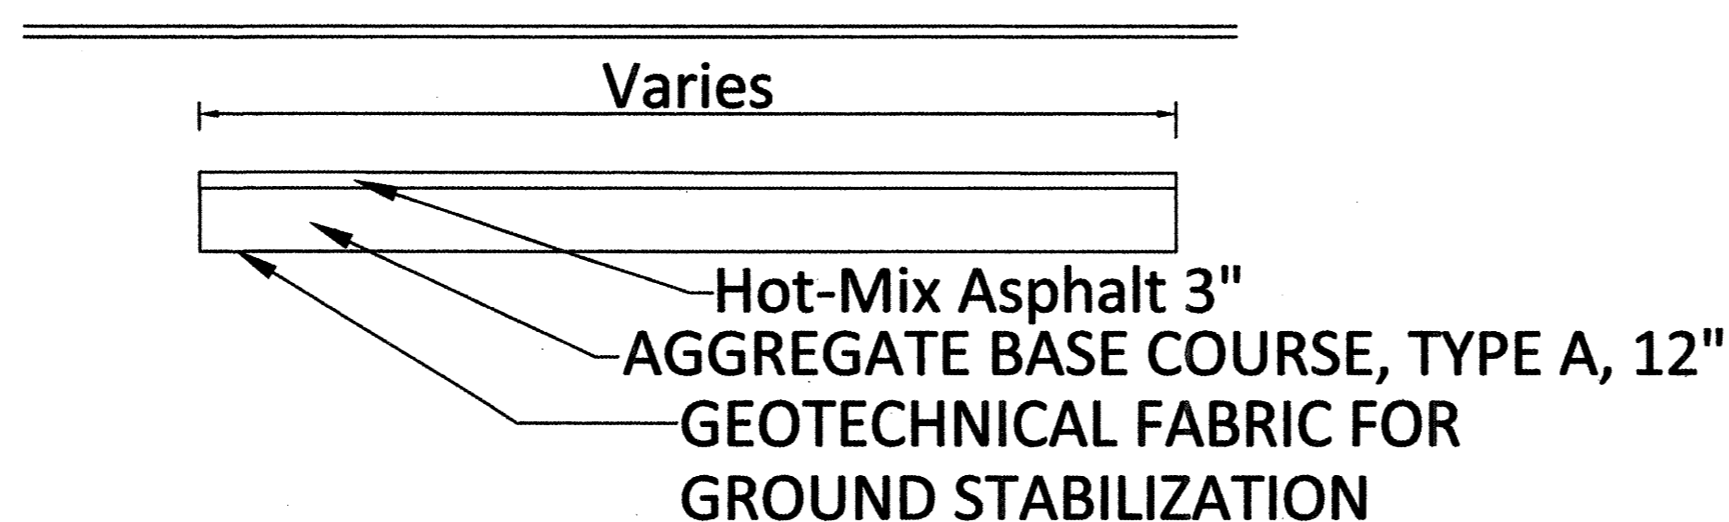 Varies
Hot-Mix Asphalt 3"
AGGREGATE BASE COURSE, TYPE A, 12"
GEOTECHNICAL FABRIC FOR
GROUND STABILIZATION